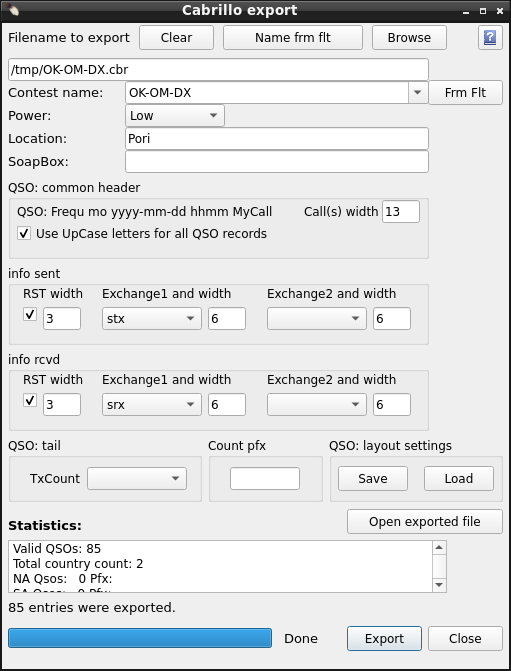 Cabrillo export
Filename to export Clear Name frm flt Browse ?
/tmp/OK-OM-DX.cbr
Contest name: OK-OM-DX Frm Flt
Power: Low
Location: Pori
SoapBox:
QSO: common header
QSO: Frequ mo yyyy-mm-dd hhmm MyCall Call(s) width 13
Use UpCase letters for all QSO records
info sent
RST width Exchange1 and width Exchange2 and width
3 stx 6 6
info rcvd
RST width Exchange1 and width Exchange2 and width
3 srx 6 6
QSO: tail Count pfx QSO: layout settings
TxCount Save Load
Statistics: Open exported file
Valid QSOs: 85
Total country count: 2
NA Qsos: 0 Pfx:
SA Qsos: 0 Pfx:
85 entries were exported.
Done Export Close